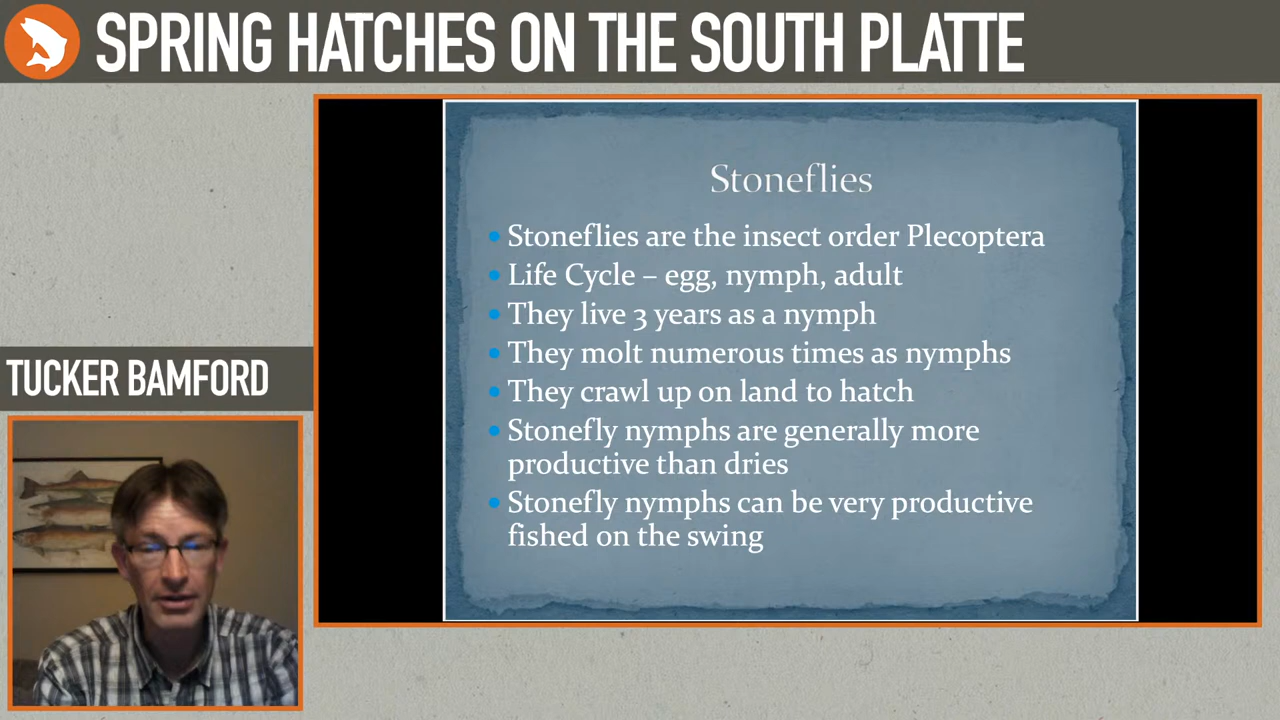 SPRING HATCHES ON THE SOUTH PLATTE
Stoneflies
Stoneflies are the insect order Plecoptera
Life Cycle – egg, nymph, adult
They live 3 years as a nymph
They molt numerous times as nymphs
They crawl up on land to hatch
Stonefly nymphs are generally more
productive than dries
Stonefly nymphs can be very productive
fished on the swing
TUCKER BAMFORD